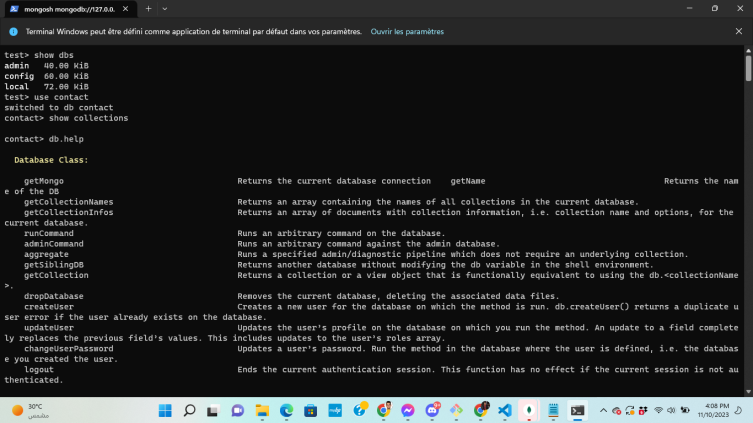 mongosh mongodb://127.0.0.
Terminal Windows peut être défini comme application de terminal par défaut dans vos paramètres. Ouvrir les paramètres
test> show dbs
admin 40.00 KiB
config 60.00 KiB
local 72.00 KiB
test> use contact
switched to db contact
contact> show collections
contact> db.help
Database Class:
getMongo Returns the current database connection getName Returns the nam
e of the DB
getCollectionNames Returns an array containing the names of all collections in the current database.
getCollectionInfos Returns an array of documents with collection information, i.e. collection name and options, for the
current database.
runCommand Runs an arbitrary command on the database.
adminCommand Runs an arbitrary command against the admin database.
aggregate Runs a specified admin/diagnostic pipeline which does not require an underlying collection.
getSiblingDB Returns another database without modifying the db variable in the shell environment.
getCollection Returns a collection or a view object that is functionally equivalent to using the db.<collectionName
>.
dropDatabase Removes the current database, deleting the associated data files.
createUser Creates a new user for the database on which the method is run. db.createUser() returns a duplicate u
ser error if the user already exists on the database.
updateUser Updates the user's profile on the database on which you run the method. An update to a field complete
ly replaces the previous field's values. This includes updates to the user's roles array.
changeUserPassword Updates a user's password. Run the method in the database where the user is defined, i.e. the databas
e you created the user.
logout Ends the current authentication session. This function has no effect if the current session is not au
thenticated.
30°C
مشمس
4:08 PM
11/10/2023